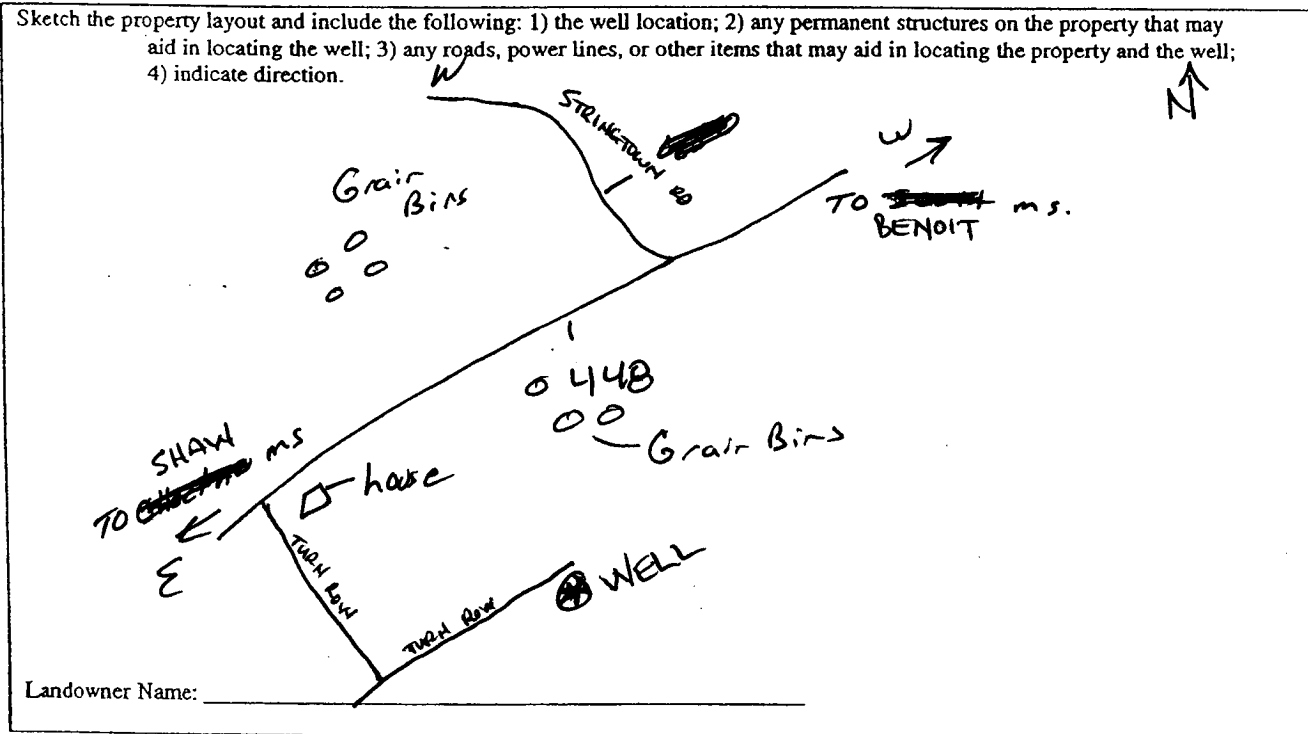 Sketch the property layout and include the following: 1) the well location; 2) any permanent structures on the property that may
aid in locating the well; 3) any roads, power lines, or other items that may aid in locating the property and the well;
4) indicate direction.
W
N
STRINGTOWN RD
W
TO BENOIT ms.
Grain
Bins
448
Grain Bins
TO SHAW ms
E
house
TURN ROW
TURN ROW
WELL
Landowner Name: